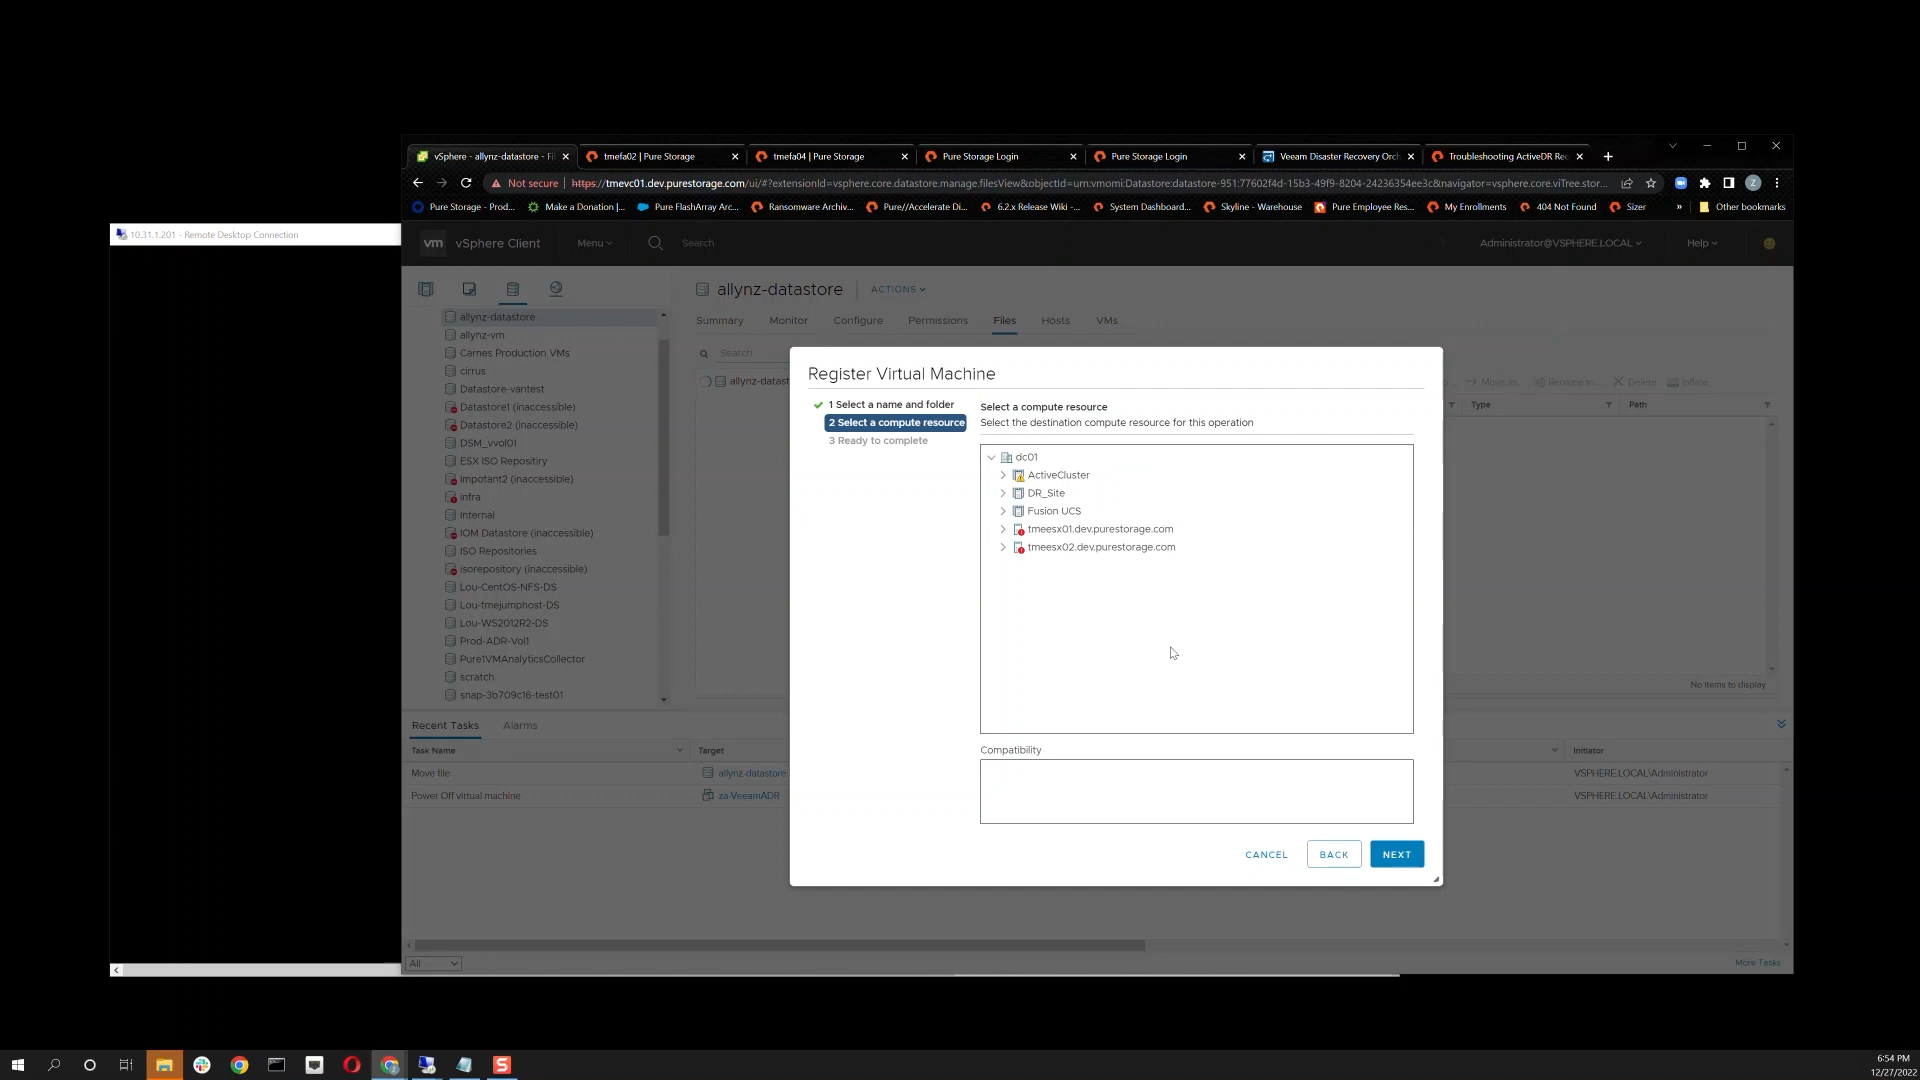 vSphere - allynz-datastore - Fi
tmefa02 | Pure Storage
tmefa04 | Pure Storage
Pure Storage Login
Pure Storage Login
Veeam Disaster Recovery Orch
Troubleshooting ActiveDR Rec
Not secure
https://tmevc01.dev.purestorage.com/ui/#?extensionId=vsphere.core.datastore.manage.filesView&objectId=urn:vmomi:Datastore:datastore-951:77602f4d-15b3-49f9-8204-24236354ee3c&navigator=vsphere.core.viTree.stor...
Z
Pure Storage - Prod...
Make a Donation |...
Pure FlashArray Arc...
Ransomware Archiv...
Pure//Accelerate Di...
6.2.x Release Wiki -...
System Dashboard...
Skyline - Warehouse
Pure Employee Res...
My Enrollments
404 Not Found
Sizer
»
Other bookmarks
10.31.1.201 - Remote Desktop Connection
vm
vSphere Client
Menu
Search
Administrator@VSPHERE.LOCAL
Help
allynz-datastore
ACTIONS
Summary
Monitor
Configure
Permissions
Files
Hosts
VMs
allynz-datastore
allynz-vm
Carnes Production VMs
cirrus
Datastore-vantest
Datastore1 (inaccessible)
Datastore2 (inaccessible)
DSM_vvol01
ESX ISO Repositiry
Impotant2 (inaccessible)
infra
Internal
IOM Datastore (inaccessible)
ISO Repositories
isorepository (inaccessible)
Lou-CentOS-NFS-DS
Lou-tmejumphost-DS
Lou-WS2012R2-DS
Prod-ADR-Vol1
Pure1VMAnalyticsCollector
scratch
snap-3b709c16-test01
Search
allynz-datast
Move to...
Rename to...
Delete
Inflate
Type
Path
No items to display
Register Virtual Machine
1 Select a name and folder
2 Select a compute resource
3 Ready to complete
Select a compute resource
Select the destination compute resource for this operation
dc01
ActiveCluster
DR_Site
Fusion UCS
tmeesx01.dev.purestorage.com
tmeesx02.dev.purestorage.com
Compatibility
CANCEL
BACK
NEXT
Recent Tasks
Alarms
Task Name
Target
Initiator
Move file
allynz-datastore
VSPHERE.LOCAL\Administrator
Power Off virtual machine
za-VeeamADR
VSPHERE.LOCAL\Administrator
All
More Tasks
S
6:54 PM
12/27/2022